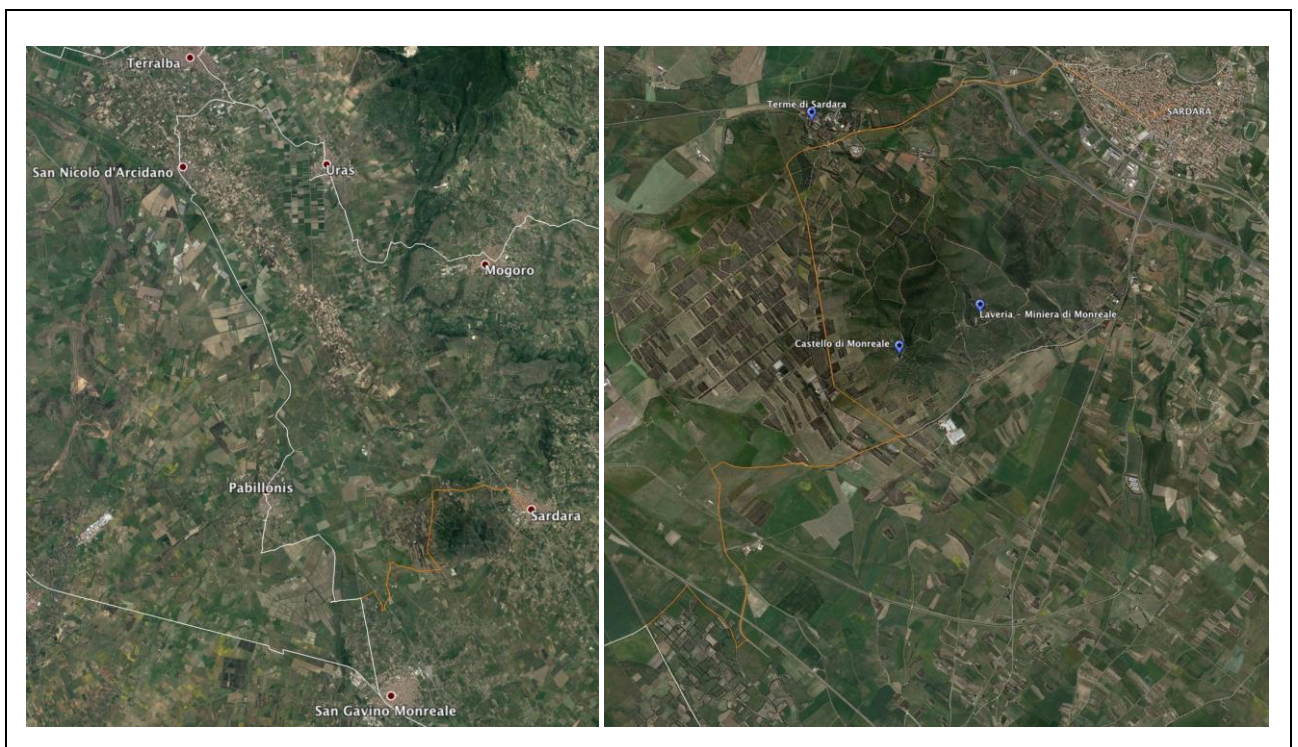 Terralba
San Nicolò d'Arcidano
Uras
Mogoro
Pabillonis
Sardara
San Gavino Monreale
Terme di Sardara
SARDARA
Laveria - Miniera di Monreale
Castello di Monreale